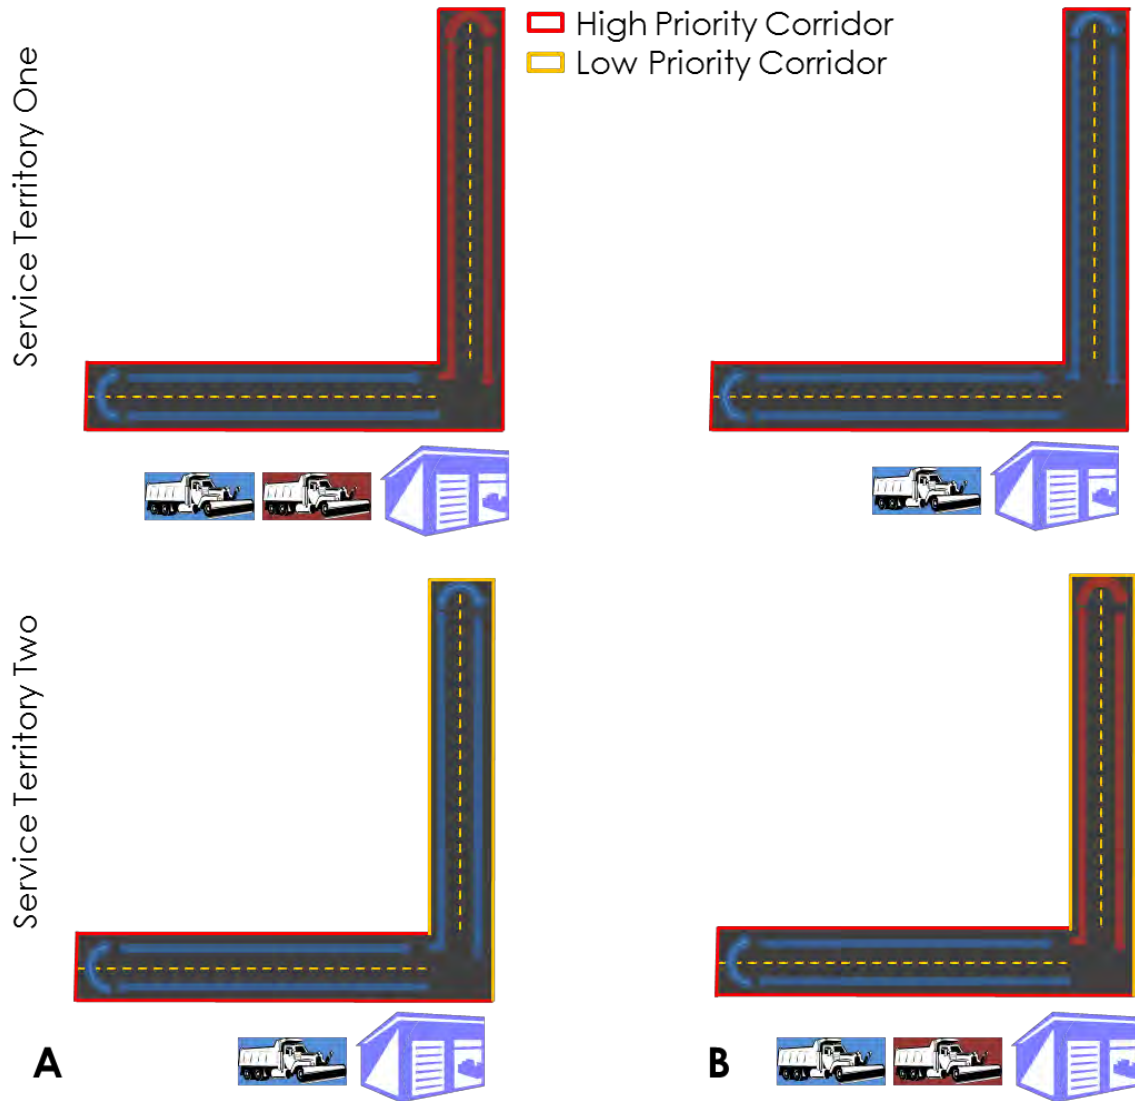 Service Territory One
High Priority Corridor
Low Priority Corridor
Service Territory Two
A
B